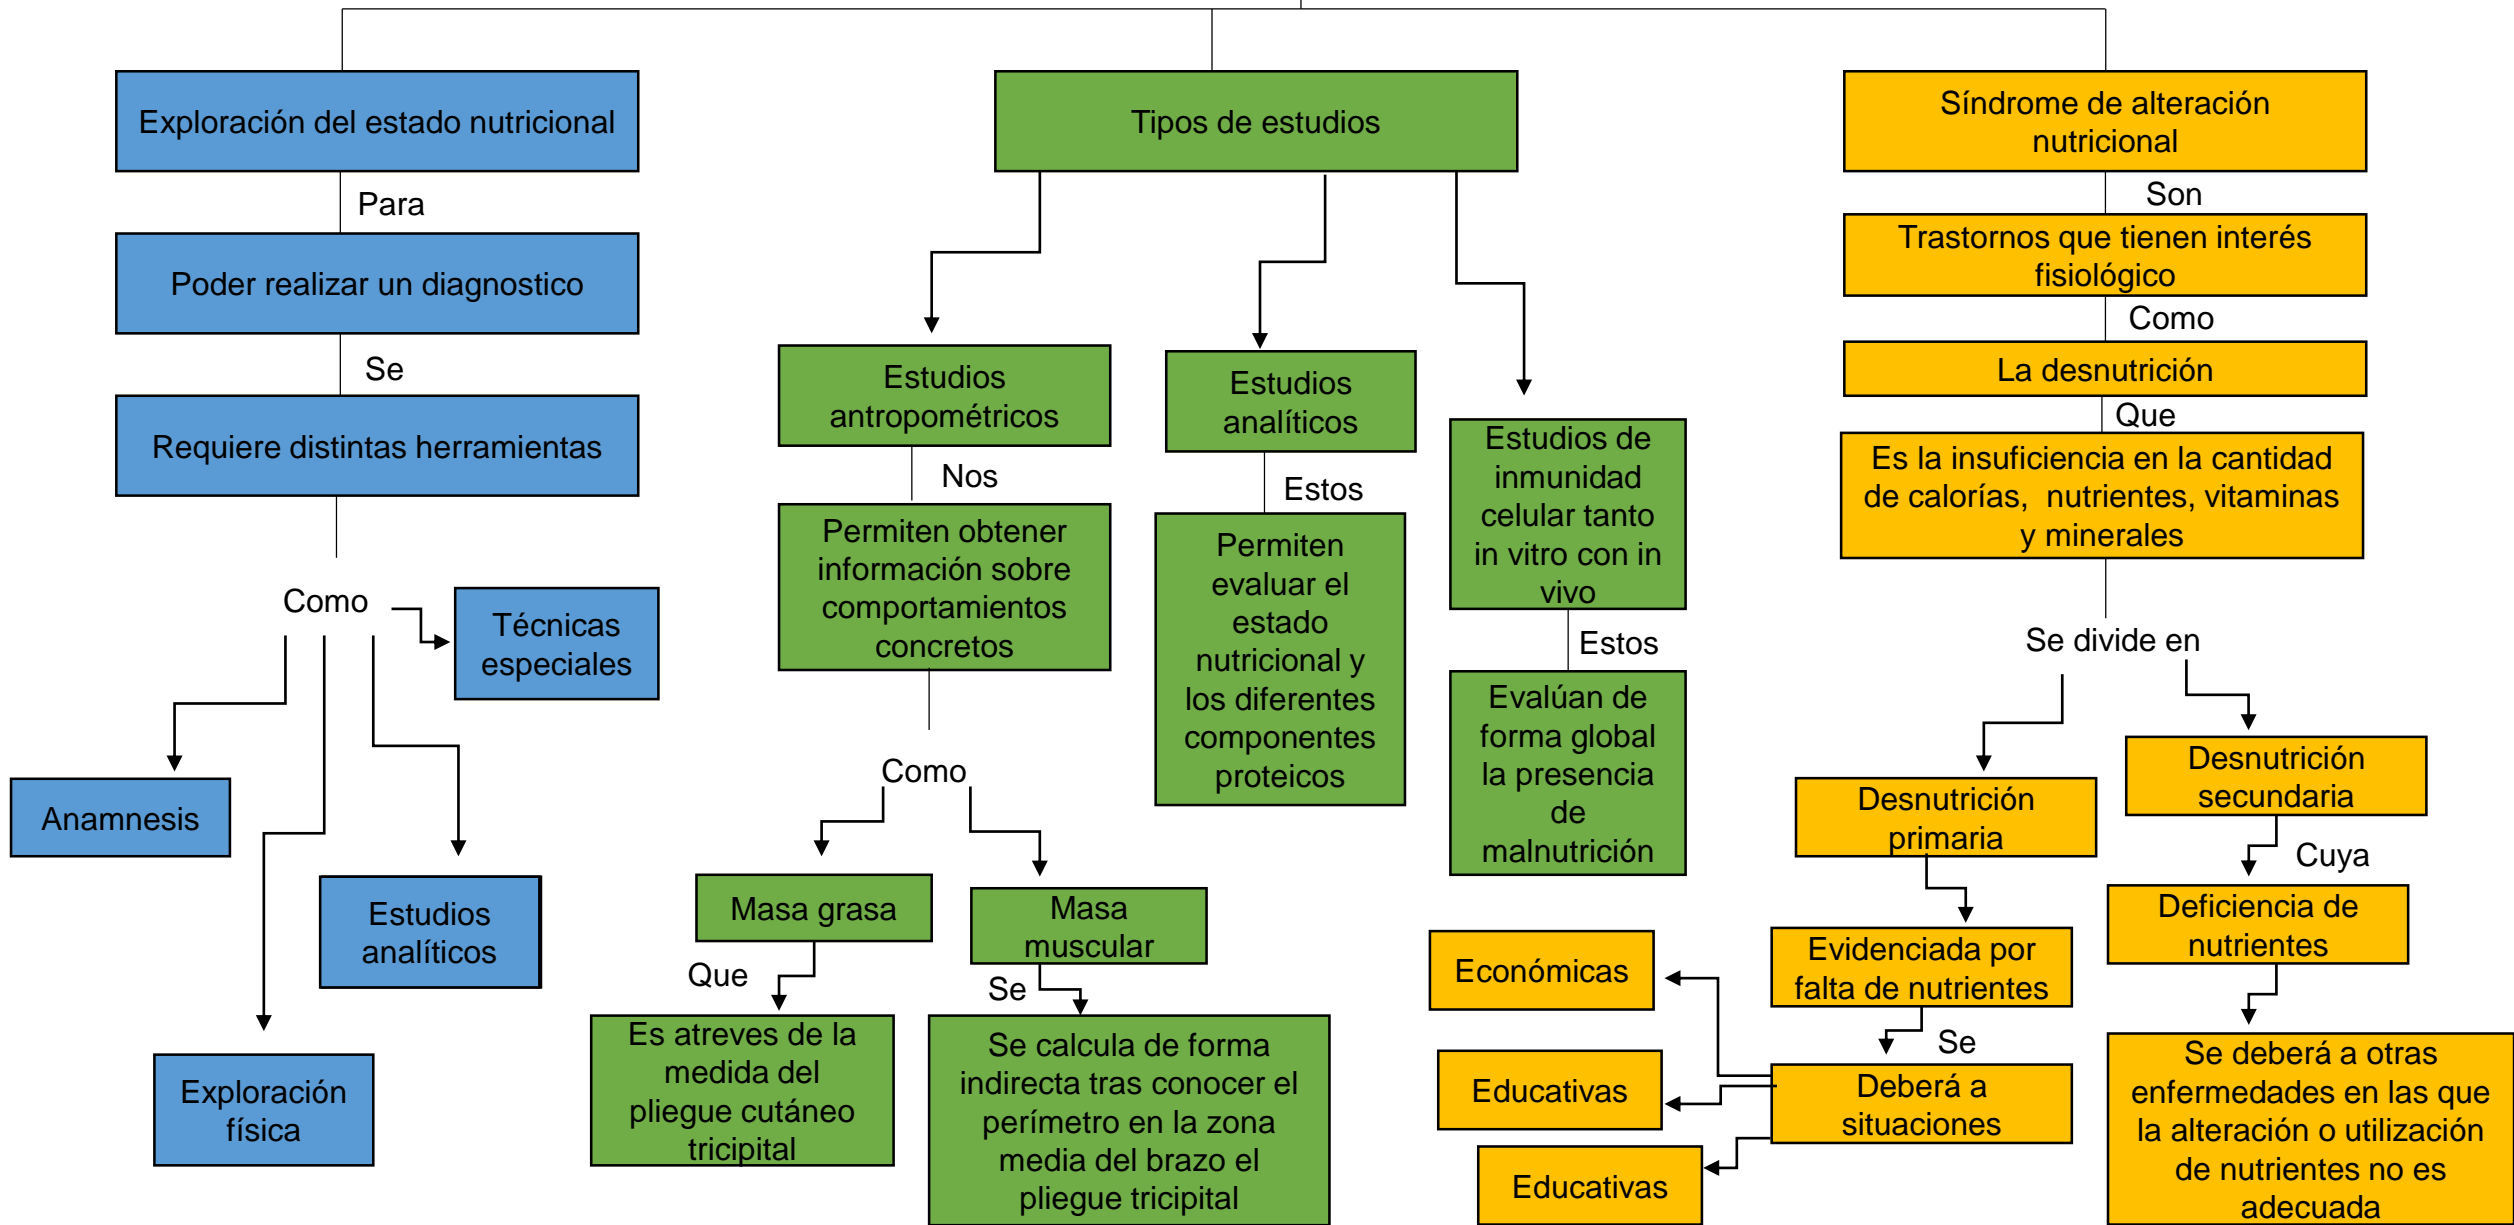 Exploración del estado nutricional
Para
Poder realizar un diagnostico
Se
Requiere distintas herramientas
Como
Técnicas
especiales
Anamnesis
Estudios
analíticos
Exploración
física
Tipos de estudios
Estudios
antropométricos
Nos
Permiten obtener
información sobre
comportamientos
concretos
Como
Masa grasa
Que
Es atreves de la
medida del
pliegue cutáneo
tricipital
Masa
muscular
Se
Se calcula de forma
indirecta tras conocer el
perímetro en la zona
media del brazo el
pliegue tricipital
Estudios
analíticos
Estos
Permiten
evaluar el
estado
nutricional y
los diferentes
componentes
proteicos
Estudios de
inmunidad
celular tanto
in vitro con in
vivo
Estos
Evalúan de
forma global
la presencia
de
malnutrición
Síndrome de alteración
nutricional
Son
Trastornos que tienen interés
fisiológico
Como
La desnutrición
Que
Es la insuficiencia en la cantidad
de calorías,  nutrientes, vitaminas
y minerales
Se divide en
Desnutrición
primaria
Evidenciada por
falta de nutrientes
Se
Deberá a
situaciones
Económicas
Educativas
Educativas
Desnutrición
secundaria
Cuya
Deficiencia de
nutrientes
Se deberá a otras
enfermedades en las que
la alteración o utilización
de nutrientes no es
adecuada